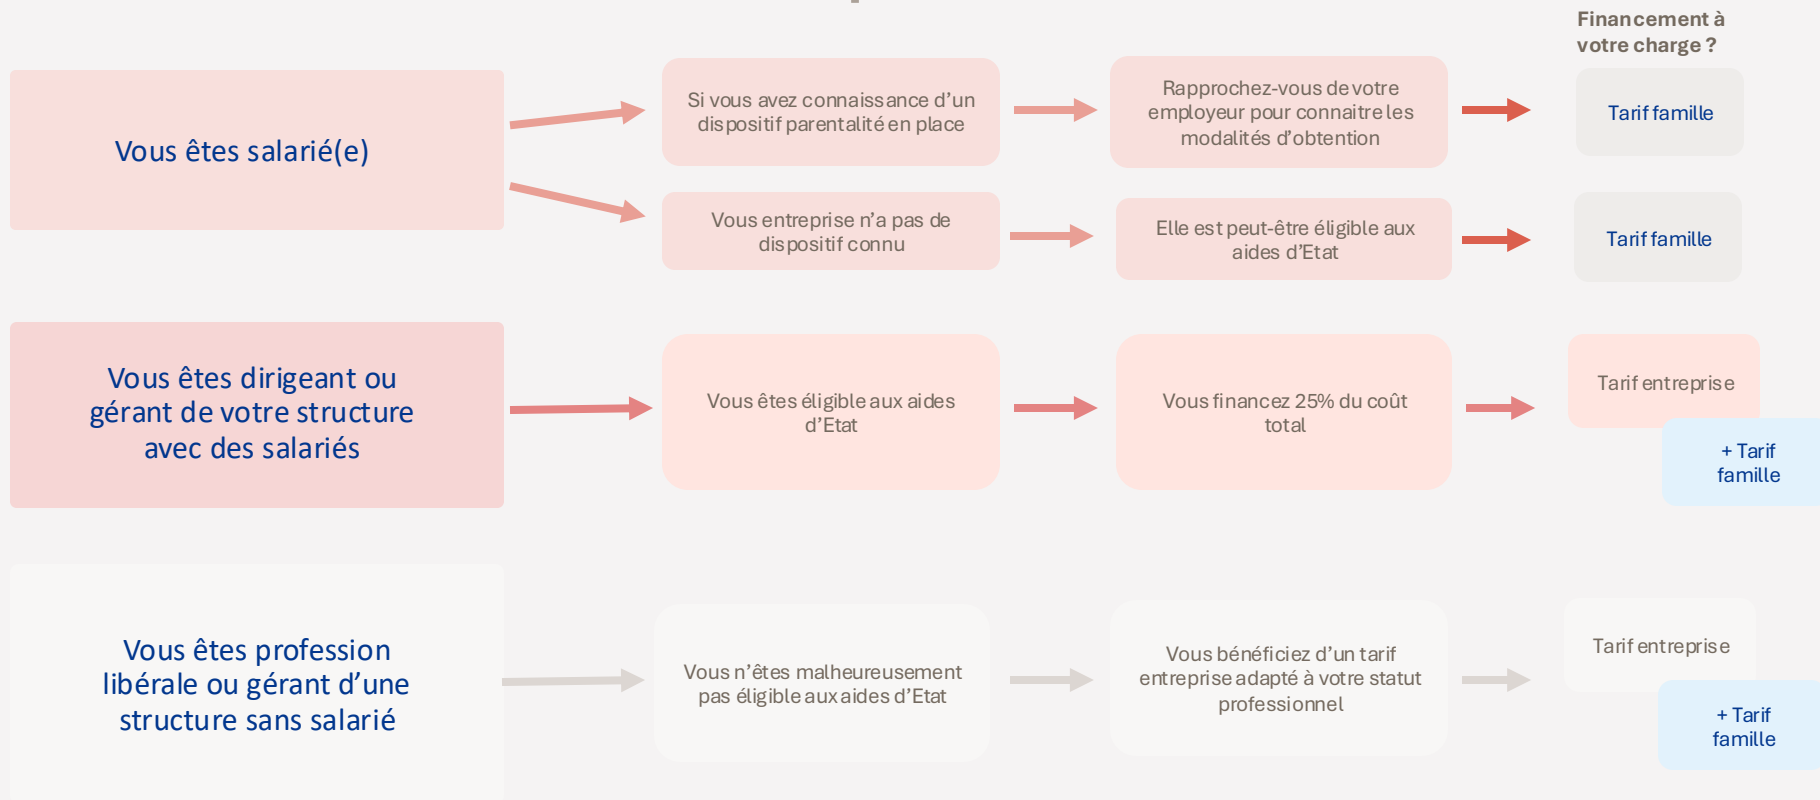 Financement à
votre charge ?
Vous êtes salarié(e)
Si vous avez connaissance d’un
dispositif parentalité en place
Rapprochez-vous de votre
employeur pour connaitre les
modalités d’obtention
Tarif famille
Vous entreprise n’a pas de
dispositif connu
Elle est peut-être éligible aux
aides d’Etat
Tarif famille
Vous êtes dirigeant ou
gérant de votre structure
avec des salariés
Vous êtes éligible aux aides
d’Etat
Vous financez 25% du coût
total
Tarif entreprise
+ Tarif
famille
Vous êtes profession
libérale ou gérant d’une
structure sans salarié
Vous n’êtes malheureusement
pas éligible aux aides d’Etat
Vous bénéficiez d’un tarif
entreprise adapté à votre statut
professionnel
Tarif entreprise
+ Tarif
famille